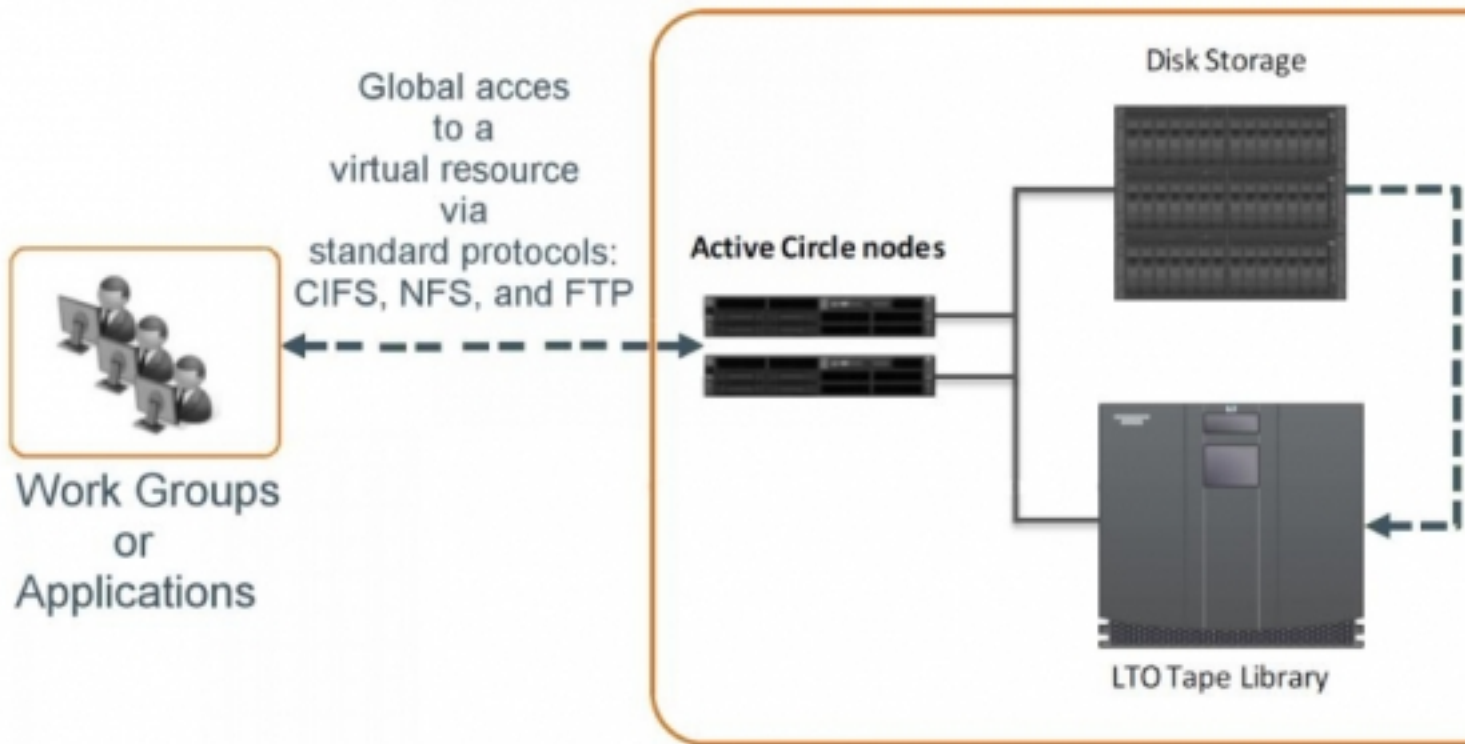 Global acces
to a
virtual resource
via
standard protocols:
CIFS, NFS, and FTP
Work Groups
or
Applications
Active Circle nodes
Disk Storage
LTO Tape Library